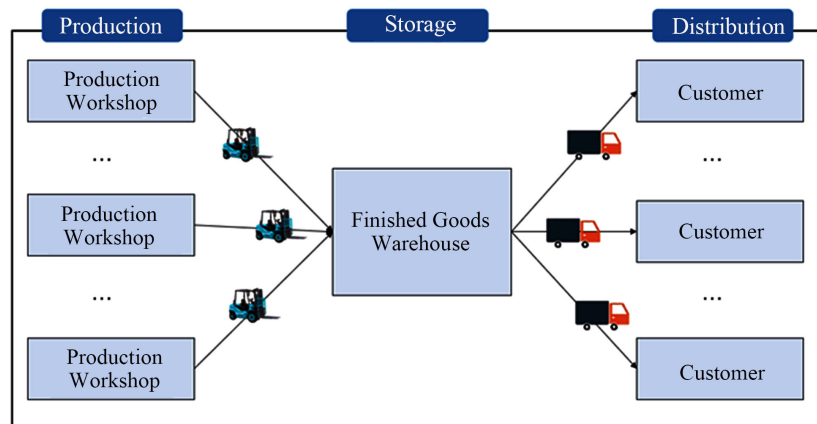 Production
Storage
Distribution
Production
Workshop
Customer
...
...
Production
Workshop
Finished Goods
Warehouse
Customer
...
...
Production
Workshop
Customer